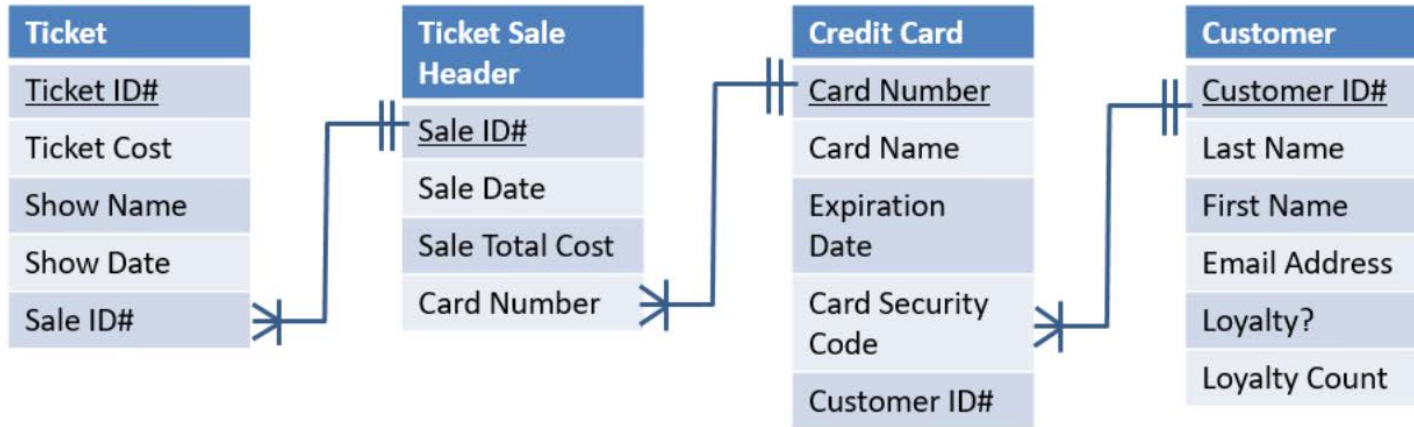 Ticket
Ticket ID#
Ticket Cost
Show Name
Show Date
Sale ID#
Ticket Sale
Header
Sale ID#
Sale Date
Sale Total Cost
Card Number
Credit Card
Card Number
Card Name
Expiration
Date
Card Security
Code
Customer ID#
Customer
Customer ID#
Last Name
First Name
Email Address
Loyalty?
Loyalty Count